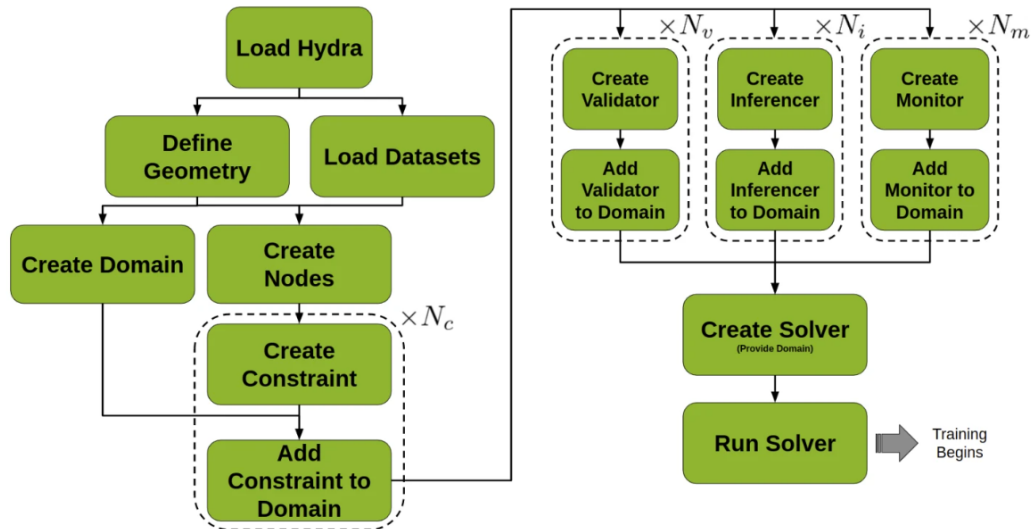 Load Hydra
Define
Geometry
Load Datasets
Create Domain
Create
Nodes
×N_c
Create
Constraint
Add
Constraint to
Domain
×N_v
Create
Validator
Add
Validator
to Domain
×N_i
Create
Inferencer
Add
Inferencer
to Domain
×N_m
Create
Monitor
Add
Monitor to
Domain
Create Solver
(Provide Domain)
Run Solver
Training
Begins